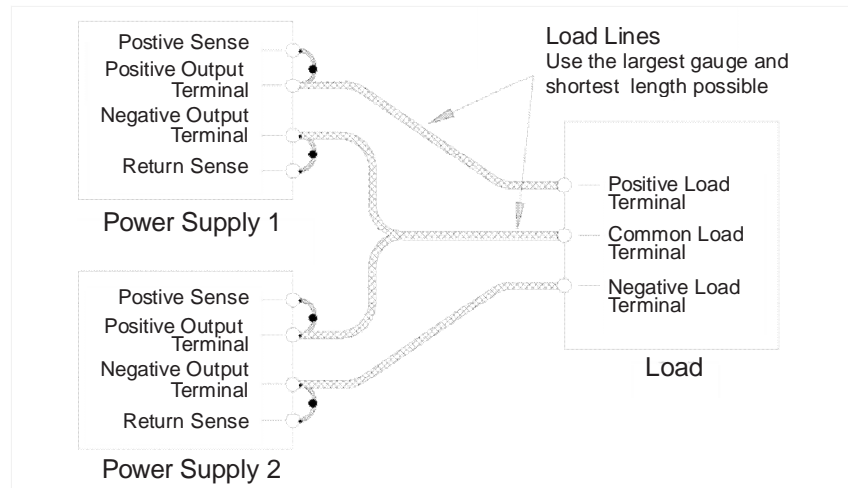 Postive Sense
Positive Output
Terminal
Negative Output
Terminal
Return Sense
Power Supply 1
Load Lines
Use the largest gauge and
shortest length possible
Positive Load
Terminal
Common Load
Terminal
Negative Load
Terminal
Load
Postive Sense
Positive Output
Terminal
Negative Output
Terminal
Return Sense
Power Supply 2